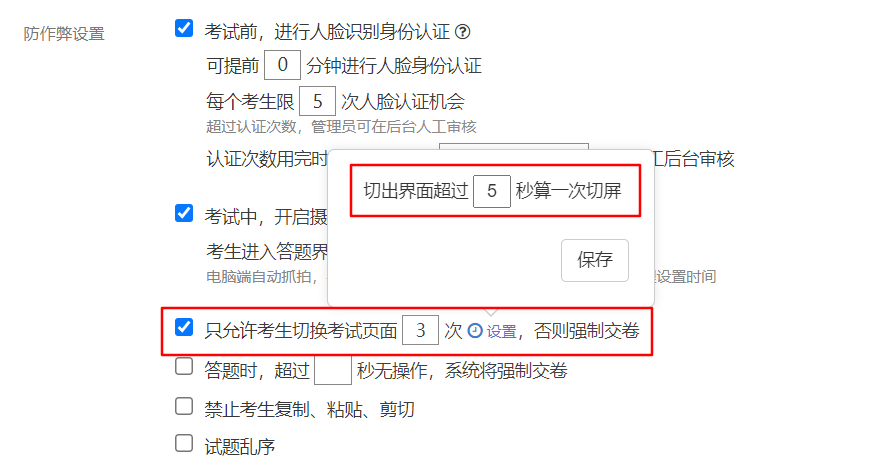 防作弊设置
考试前，进行人脸识别身份认证
可提前 0 分钟进行人脸身份认证
每个考生限 5 次人脸认证机会
超过认证次数，管理员可在后台人工审核
认证次数用完时
工后台审核
切出界面超过 5 秒算一次切屏
保存
考试中，开启摄
考生进入答题界
电脑端自动抓拍，
设置时间
只允许考生切换考试页面 3 次 设置，否则强制交卷
答题时，超过 秒无操作，系统将强制交卷
禁止考生复制、粘贴、剪切
试题乱序